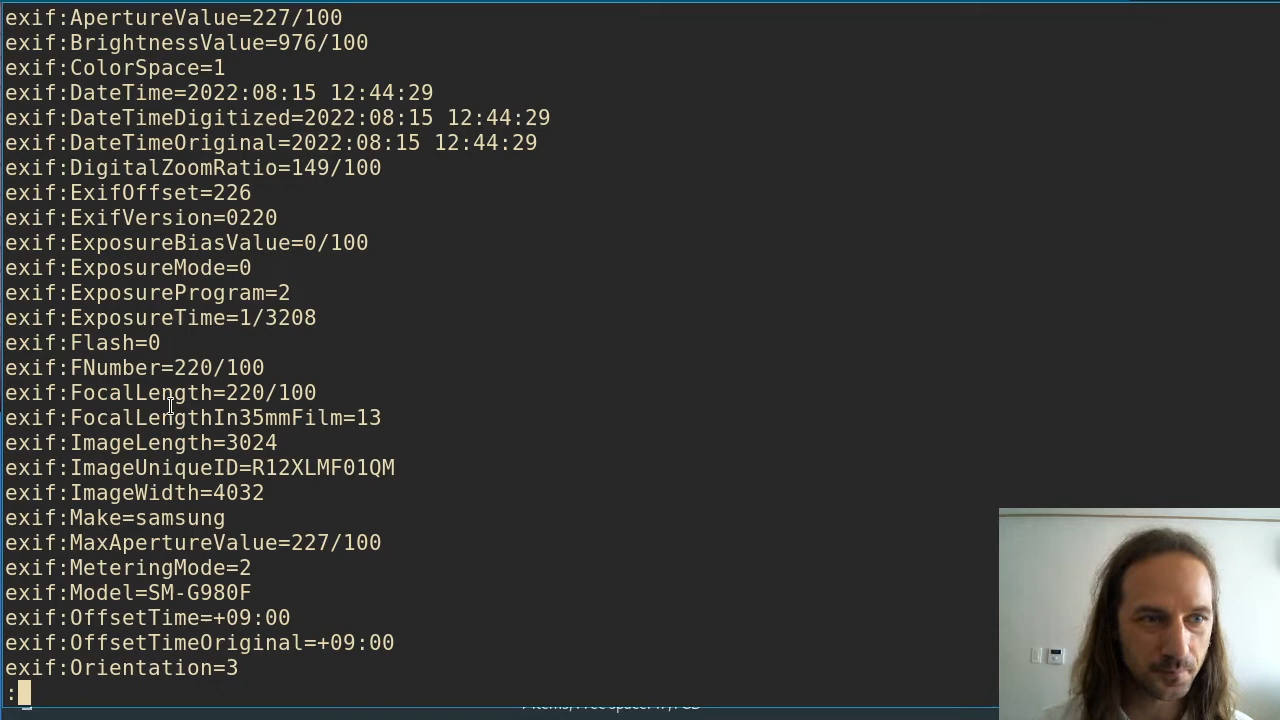 exif:ApertureValue=227/100
exif:BrightnessValue=976/100
exif:ColorSpace=1
exif:DateTime=2022:08:15 12:44:29
exif:DateTimeDigitized=2022:08:15 12:44:29
exif:DateTimeOriginal=2022:08:15 12:44:29
exif:DigitalZoomRatio=149/100
exif:ExifOffset=226
exif:ExifVersion=0220
exif:ExposureBiasValue=0/100
exif:ExposureMode=0
exif:ExposureProgram=2
exif:ExposureTime=1/3208
exif:Flash=0
exif:FNumber=220/100
exif:FocalLength=220/100
exif:FocalLengthIn35mmFilm=13
exif:ImageLength=3024
exif:ImageUniqueID=R12XLMF01QM
exif:ImageWidth=4032
exif:Make=samsung
exif:MaxApertureValue=227/100
exif:MeteringMode=2
exif:Model=SM-G980F
exif:OffsetTime=+09:00
exif:OffsetTimeOriginal=+09:00
exif:Orientation=3
: